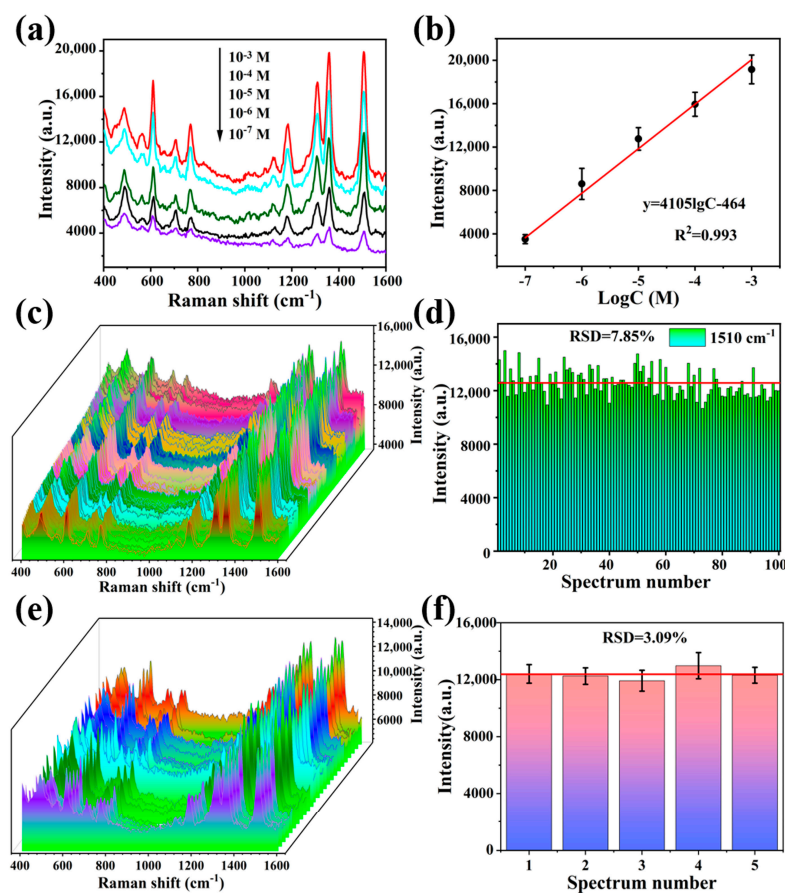 (a)
20,000
16,000
12,000
8000
4000
Intensity (a.u.)
10⁻³ M
10⁻⁴ M
10⁻⁵ M
10⁻⁶ M
10⁻⁷ M
400 600 800 1000 1200 1400 1600
Raman shift (cm⁻¹)
(b)
20,000
16,000
12,000
8000
4000
0
Intensity (a.u.)
y=4105lgC-464
R²=0.993
-7 -6 -5 -4 -3
LogC (M)
(c)
16,000
12,000
8000
4000
Intensity (a.u.)
400 600 800 1000 1200 1400 1600
Raman shift (cm⁻¹)
(d)
16,000
12,000
8000
4000
0
Intensity (a.u.)
RSD=7.85%
1510 cm⁻¹
20 40 60 80 100
Spectrum number
(e)
14,000
12,000
10,000
8000
6000
Intensity (a.u.)
400 600 800 1000 1200 1400 1600
Raman shift (cm⁻¹)
(f)
16,000
12,000
8000
4000
0
Intensity(a.u.)
RSD=3.09%
1 2 3 4 5
Spectrum number